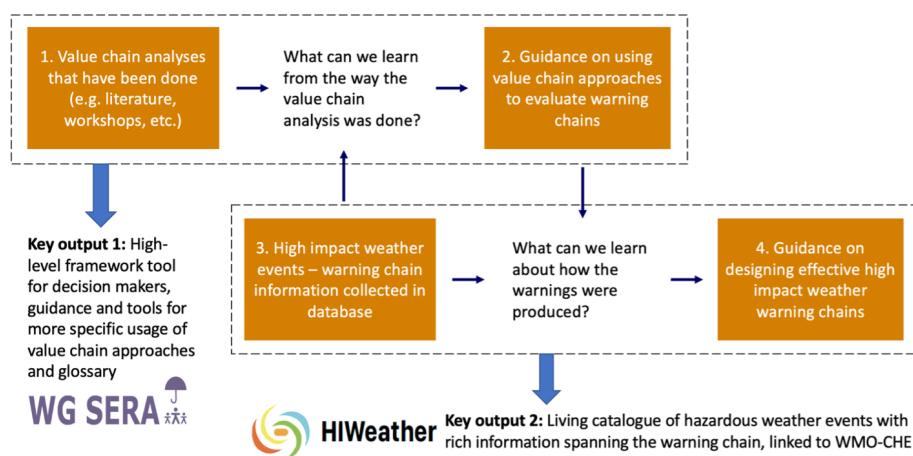 1. Value chain analyses
that have been done
(e.g. literature,
workshops, etc.)
What can we learn
from the way the
value chain
analysis was done?
2. Guidance on using
value chain approaches
to evaluate warning
chains
3. High impact weather
events – warning chain
information collected in
database
What can we learn
about how the
warnings were
produced?
4. Guidance on
designing effective high
impact weather
warning chains
Key output 1: High-
level framework tool
for decision makers,
guidance and tools for
more specific usage of
value chain approaches
and glossary
WG SERA
HIWeather
Key output 2: Living catalogue of hazardous weather events with
rich information spanning the warning chain, linked to WMO-CHE